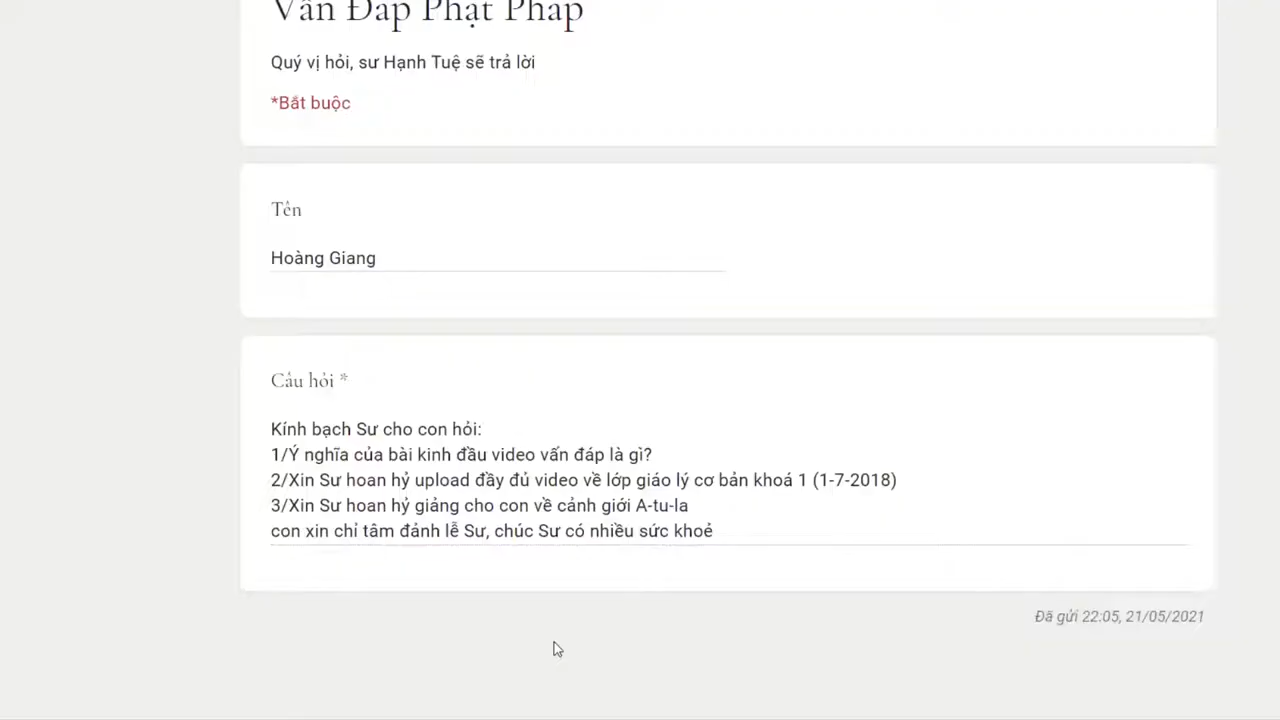 Vấn Đáp Phật Pháp
Quý vị hỏi, sư Hạnh Tuệ sẽ trả lời
*Bắt buộc
Tên
Hoàng Giang
Câu hỏi *
Kính bạch Sư cho con hỏi:
1/Ý nghĩa của bài kinh đầu video vấn đáp là gì?
2/Xin Sư hoan hỷ upload đầy đủ video về lớp giáo lý cơ bản khoá 1 (1-7-2018)
3/Xin Sư hoan hỷ giảng cho con về cảnh giới A-tu-la
con xin chỉ tâm đảnh lễ Sư, chúc Sư có nhiều sức khoẻ
Đã gửi 22:05, 21/05/2021